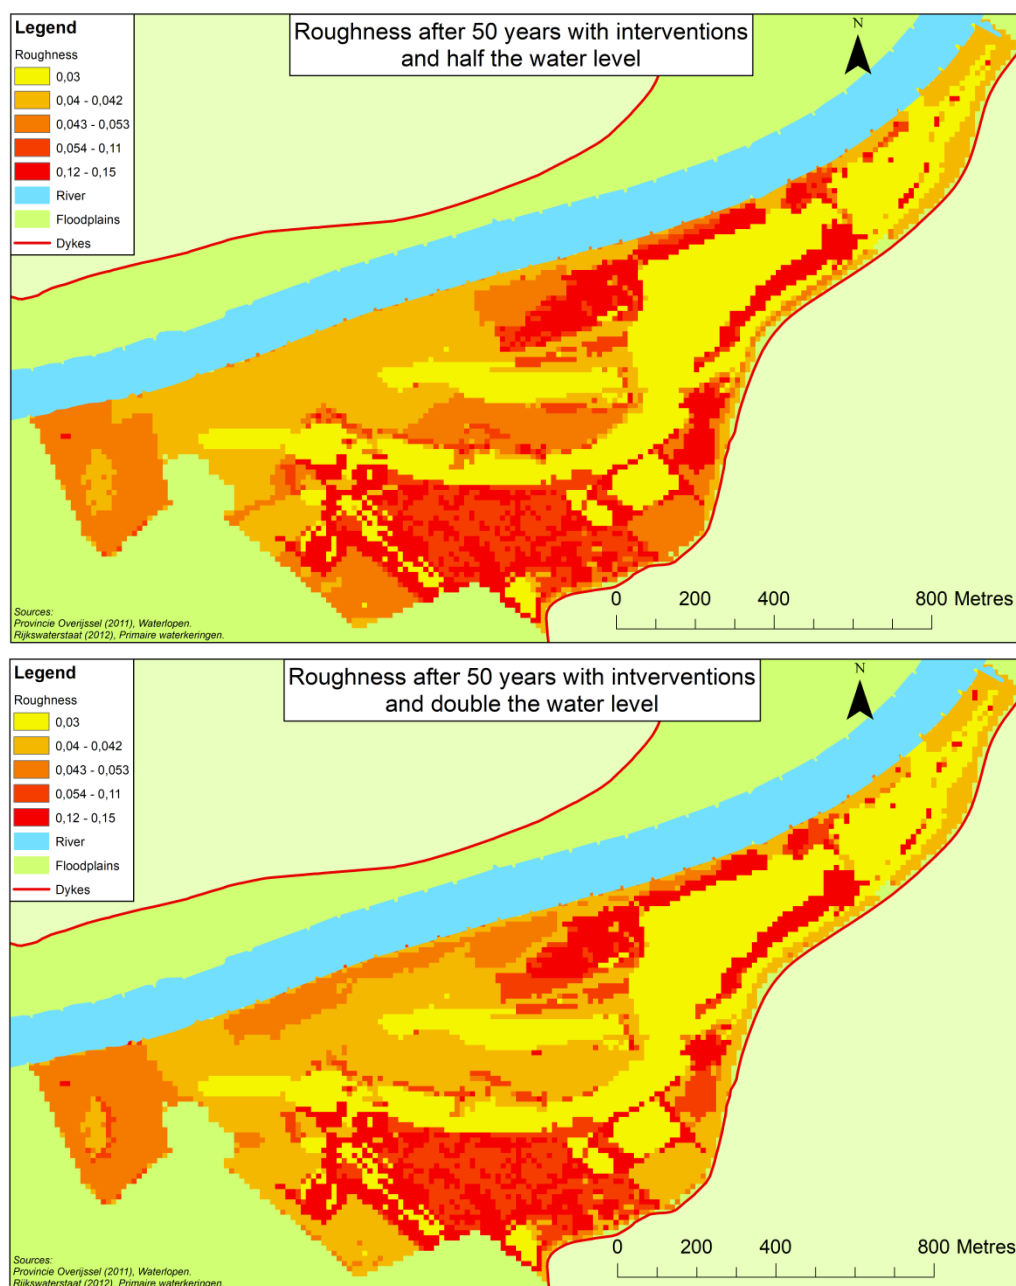 Legend
Roughness
0,03
0,04 - 0,042
0,043 - 0,053
0,054 - 0,11
0,12 - 0,15
River
Floodplains
Dykes
Roughness after 50 years with interventions
and half the water level
N
0 200 400 800 Metres
Sources:
Provincie Overijssel (2011), Waterlopen.
Rijkswaterstaat (2012), Primaire waterkeringen.
Legend
Roughness
0,03
0,04 - 0,042
0,043 - 0,053
0,054 - 0,11
0,12 - 0,15
River
Floodplains
Dykes
Roughness after 50 years with intverventions
and double the water level
N
0 200 400 800 Metres
Sources:
Provincie Overijssel (2011), Waterlopen.
Rijkswaterstaat (2012), Primaire waterkeringen.